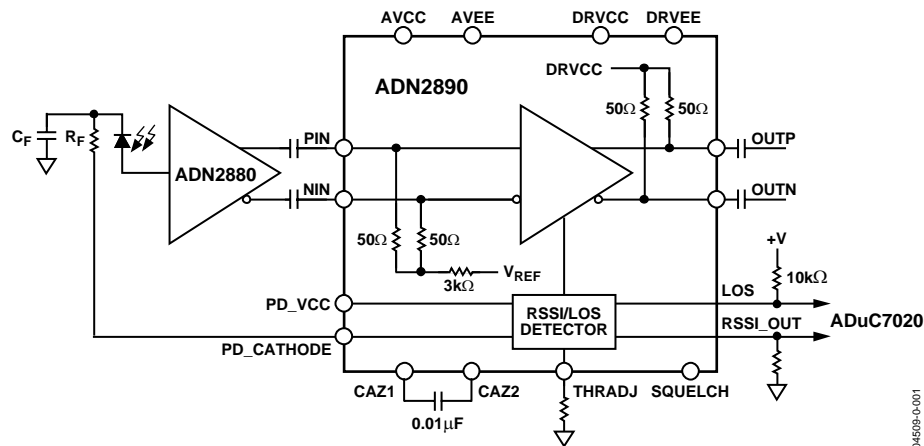 AVCC AVEE DRVCC DRVEE
ADN2890
DRVCC
50Ω 50Ω
CF RF
ADN2880
PIN
OUTP
NIN
OUTN
50Ω 50Ω
+V
3kΩ VREF
10kΩ
PD_VCC
LOS
RSSI/LOS
DETECTOR
ADuC7020
RSSI_OUT
PD_CATHODE
CAZ1 CAZ2 THRADJ SQUELCH
0.01µF
04509-0-001